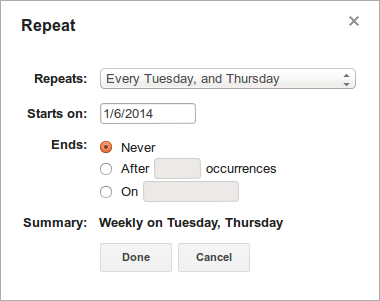 Repeat
Repeats: Every Tuesday, and Thursday
Starts on: 1/6/2014
Ends: Never
After occurrences
On
Summary: Weekly on Tuesday, Thursday
Done Cancel